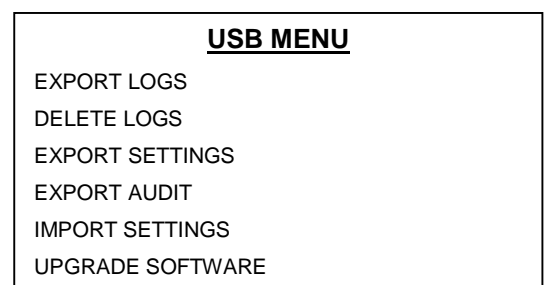 USB MENU
EXPORT LOGS
DELETE LOGS
EXPORT SETTINGS
EXPORT AUDIT
IMPORT SETTINGS
UPGRADE SOFTWARE